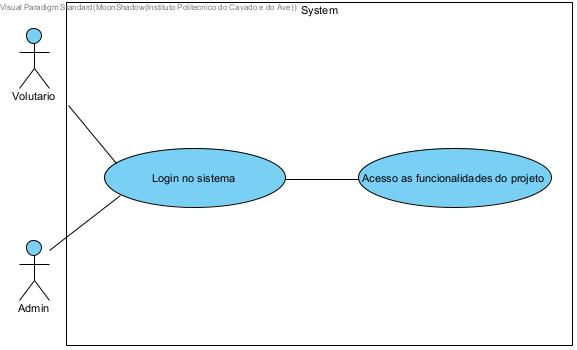 Visual Paradigm Standard(MoonShadow(Instituto Politecnico do Cavado e do Ave))
System
Volutario
Login no sistema
Acesso as funcionalidades do projeto
Admin